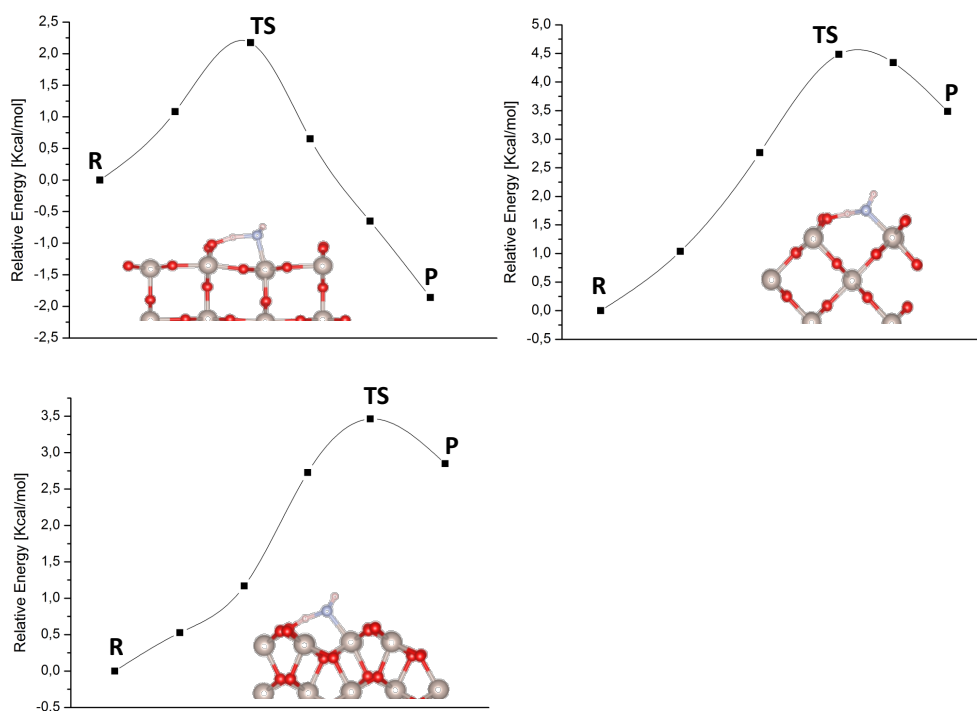 2,5
2,0
1,5
1,0
0,5
0,0
-0,5
-1,0
-1,5
-2,0
-2,5
Relative Energy [Kcal/mol]
R
TS
P
5,0
4,5
4,0
3,5
3,0
2,5
2,0
1,5
1,0
0,5
0,0
-0,5
Relative Energy [Kcal/mol]
R
TS
P
3,5
3,0
2,5
2,0
1,5
1,0
0,5
0,0
-0,5
Relative Energy [Kcal/mol]
R
TS
P